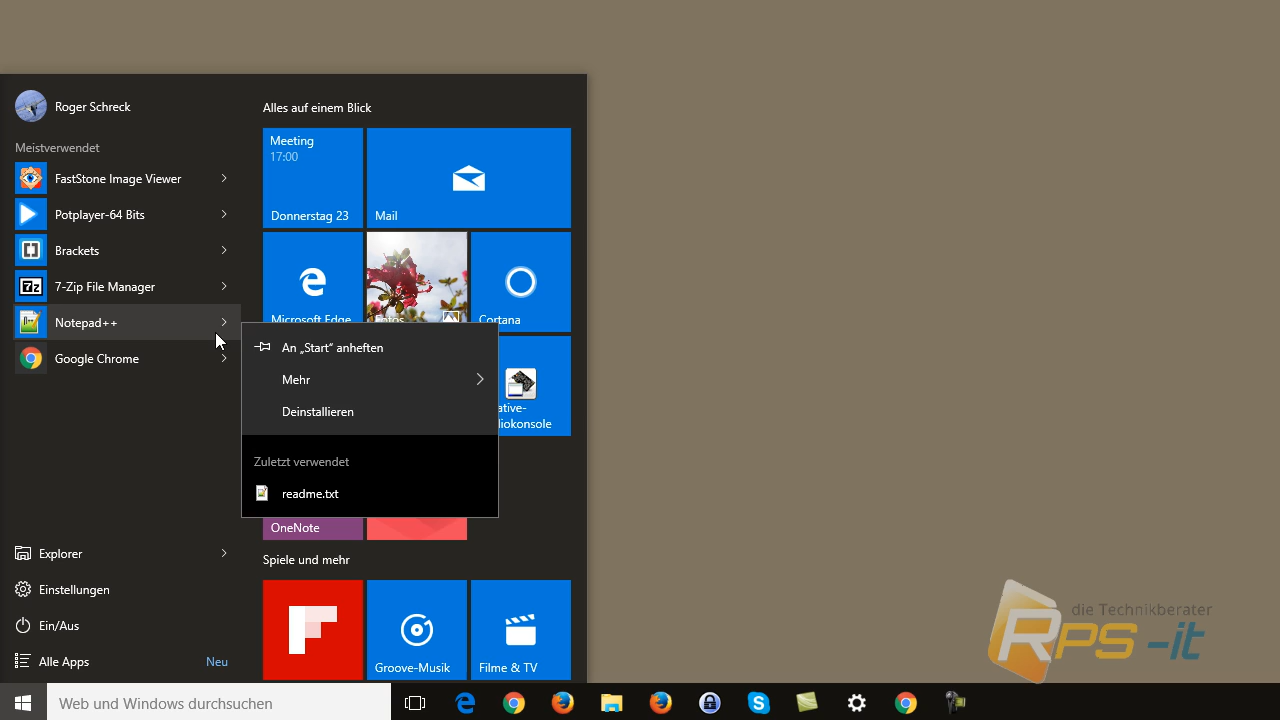 Roger Schreck
Meistverwendet
FastStone Image Viewer
Potplayer-64 Bits
Brackets
7-Zip File Manager
Notepad++
Google Chrome
Explorer
Einstellungen
Ein/Aus
Alle Apps
Neu
Alles auf einem Blick
Meeting
17:00
Donnerstag 23
Mail
Microsoft Edge
Fotos
Cortana
An „Start“ anheften
Mehr
Deinstallieren
Zuletzt verwendet
readme.txt
OneNote
Spiele und mehr
Groove-Musik
Filme & TV
Web und Windows durchsuchen
die Technikberater
RPS-it